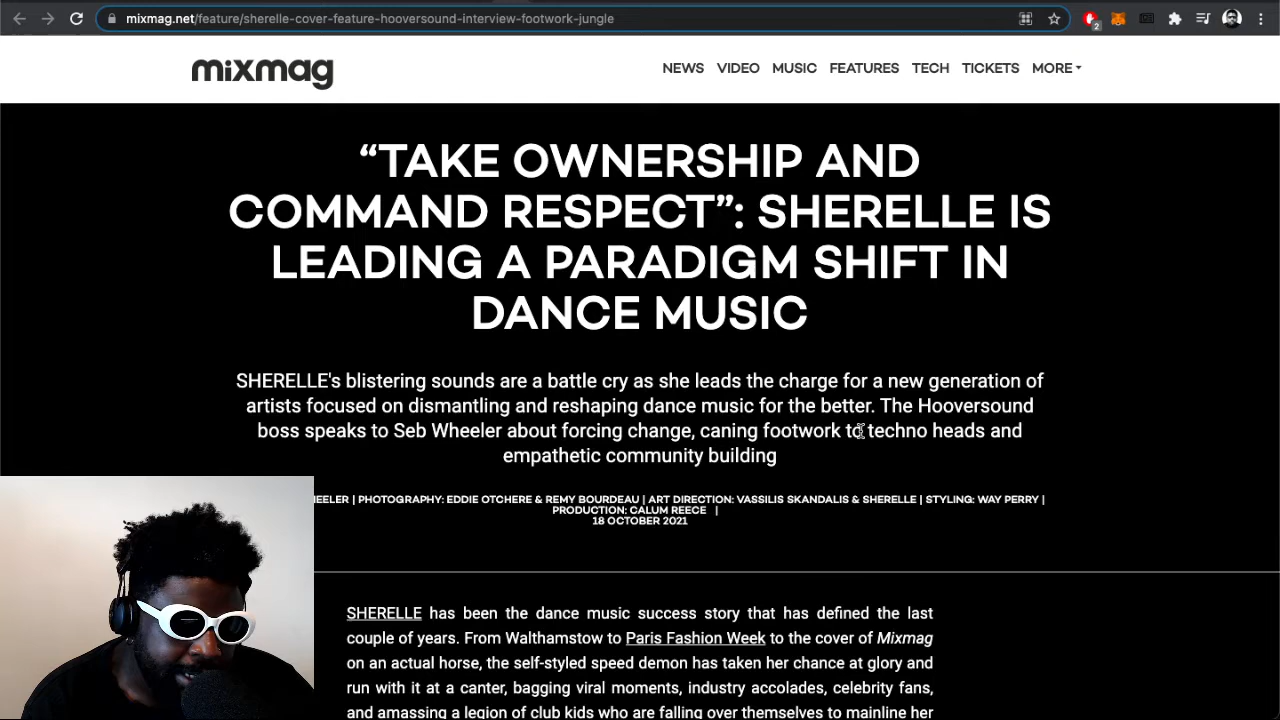 mixmag.net/feature/sherelle-cover-feature-hooversound-interview-footwork-jungle
2
mixmag
NEWS VIDEO MUSIC FEATURES TECH TICKETS MORE
“TAKE OWNERSHIP AND
COMMAND RESPECT”: SHERELLE IS
LEADING A PARADIGM SHIFT IN
DANCE MUSIC
SHERELLE's blistering sounds are a battle cry as she leads the charge for a new generation of
artists focused on dismantling and reshaping dance music for the better. The Hooversound
boss speaks to Seb Wheeler about forcing change, caning footwork to techno heads and
empathetic community building
HEELER | PHOTOGRAPHY: EDDIE OTCHERE & REMY BOURDEAU | ART DIRECTION: VASSILIS SKANDALIS & SHERELLE | STYLING: WAY PERRY |
PRODUCTION: CALUM REECE |
18 OCTOBER 2021
SHERELLE has been the dance music success story that has defined the last
couple of years. From Walthamstow to Paris Fashion Week to the cover of Mixmag
on an actual horse, the self-styled speed demon has taken her chance at glory and
run with it at a canter, bagging viral moments, industry accolades, celebrity fans,
and amassing a legion of club kids who are falling over themselves to mainline her